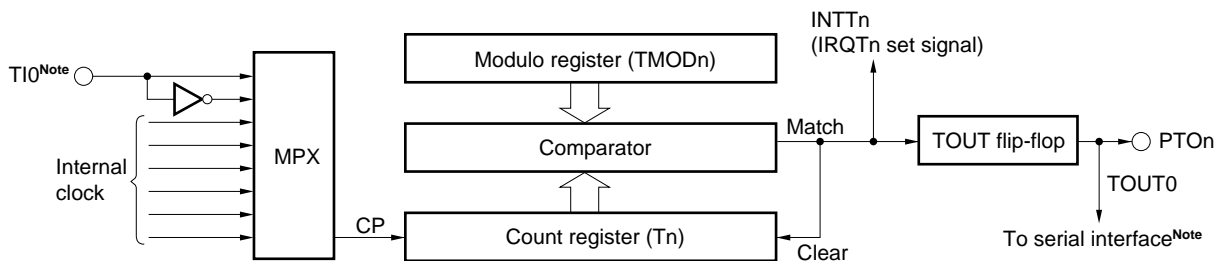 INTTn
(IRQTn set signal)
TI0Note
Modulo register (TMODn)
MPX
Internal
clock
Comparator
Match
TOUT flip-flop
PTOn
TOUT0
CP
Count register (Tn)
Clear
To serial interfaceNote